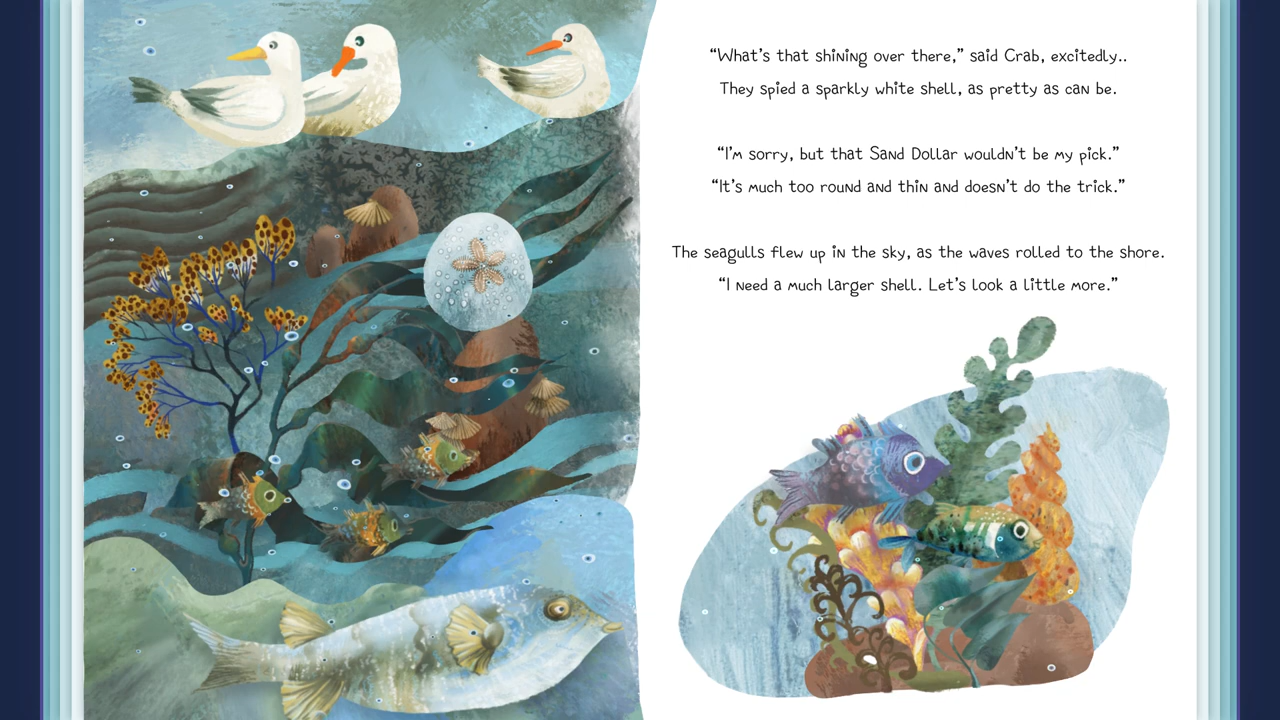 “What’s that shining over there,” said Crab, excitedly..
They spied a sparkly white shell, as pretty as can be.
“I’m sorry, but that Sand Dollar wouldn’t be my pick.”
“It’s much too round and thin and doesn’t do the trick.”
The seagulls flew up in the sky, as the waves rolled to the shore.
“I need a much larger shell. Let’s look a little more.”